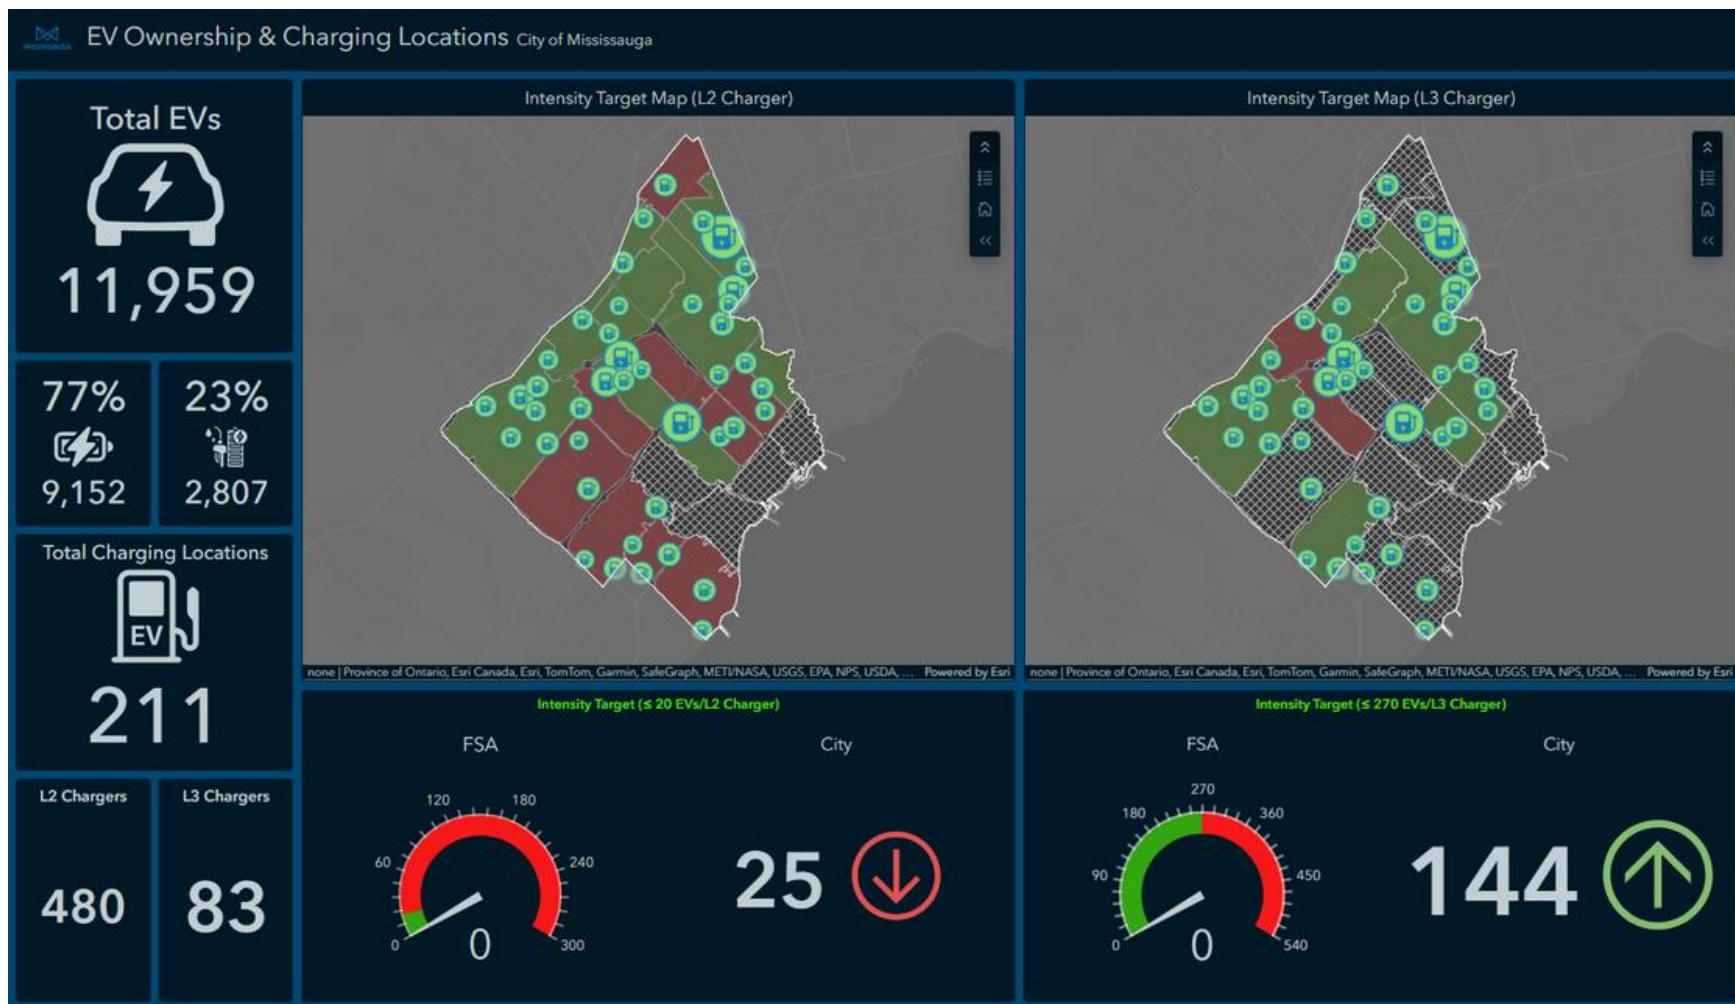 MISSISSAUGA
EV Ownership & Charging Locations City of Mississauga
Total EVs
11,959
77%
9,152
23%
2,807
Total Charging Locations
EV
211
L2 Chargers
480
L3 Chargers
83
Intensity Target Map (L2 Charger)
none | Province of Ontario, Esri Canada, Esri, TomTom, Garmin, SafeGraph, METI/NASA, USGS, EPA, NPS, USDA, ... Powered by Esri
Intensity Target Map (L3 Charger)
none | Province of Ontario, Esri Canada, Esri, TomTom, Garmin, SafeGraph, METI/NASA, USGS, EPA, NPS, USDA, ... Powered by Esri
Intensity Target (≤ 20 EVs/L2 Charger)
FSA
0
60
120
180
240
300
0
City
25
Intensity Target (≤ 270 EVs/L3 Charger)
FSA
0
90
180
270
360
450
540
0
City
144